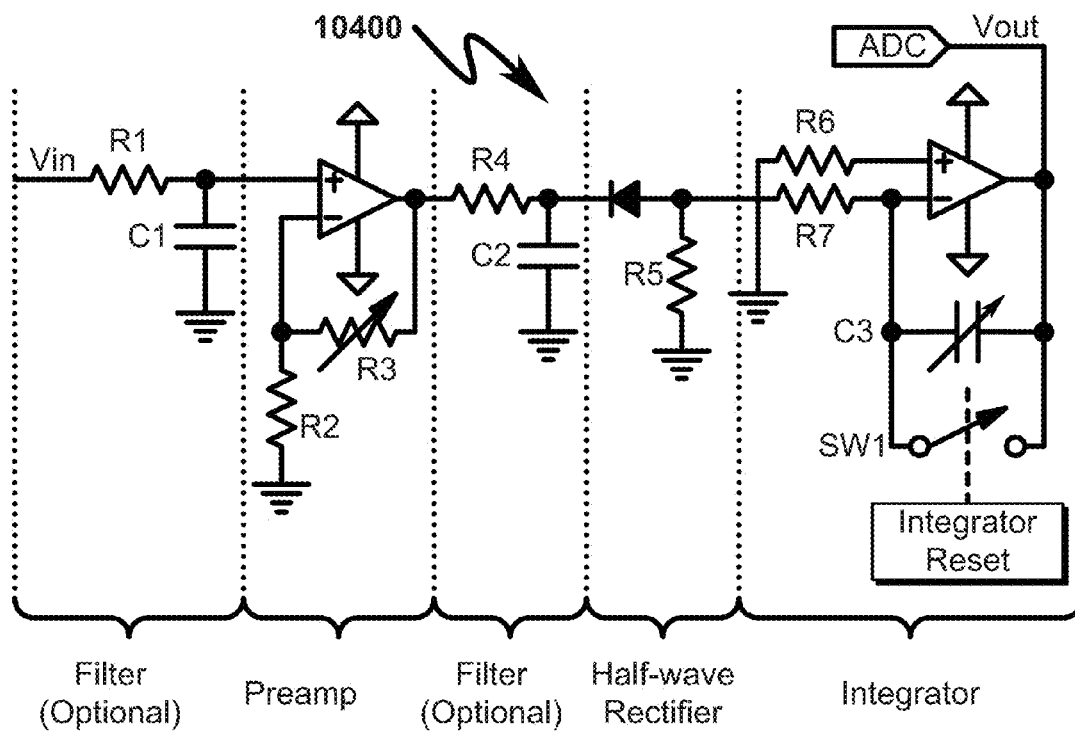 10400
ADC
Vout
Vin
R1
C1
+
−
R3
R2
R4
C2
R5
R6
R7
+
−
C3
SW1
Integrator
Reset
Filter
(Optional)
Preamp
Filter
(Optional)
Half-wave
Rectifier
Integrator